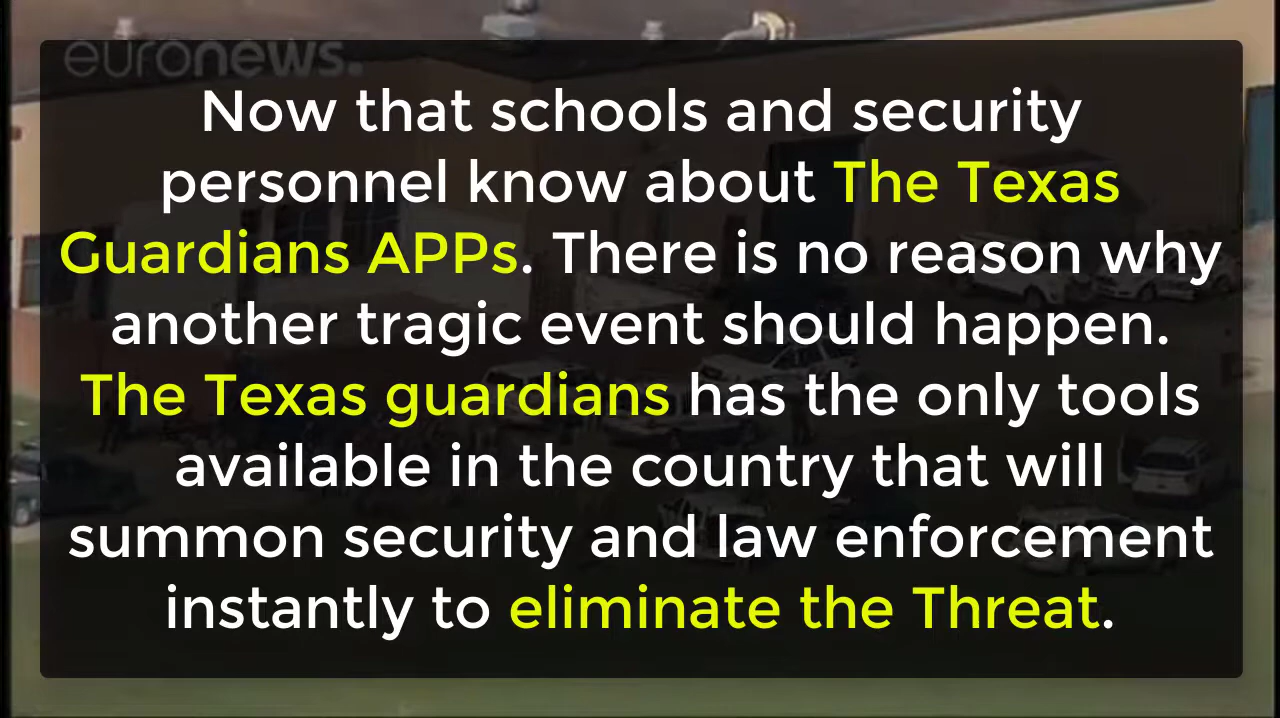 euronews.
Now that schools and security
personnel know about The Texas
Guardians APPs. There is no reason why
another tragic event should happen.
The Texas guardians has the only tools
available in the country that will
summon security and law enforcement
instantly to eliminate the Threat.